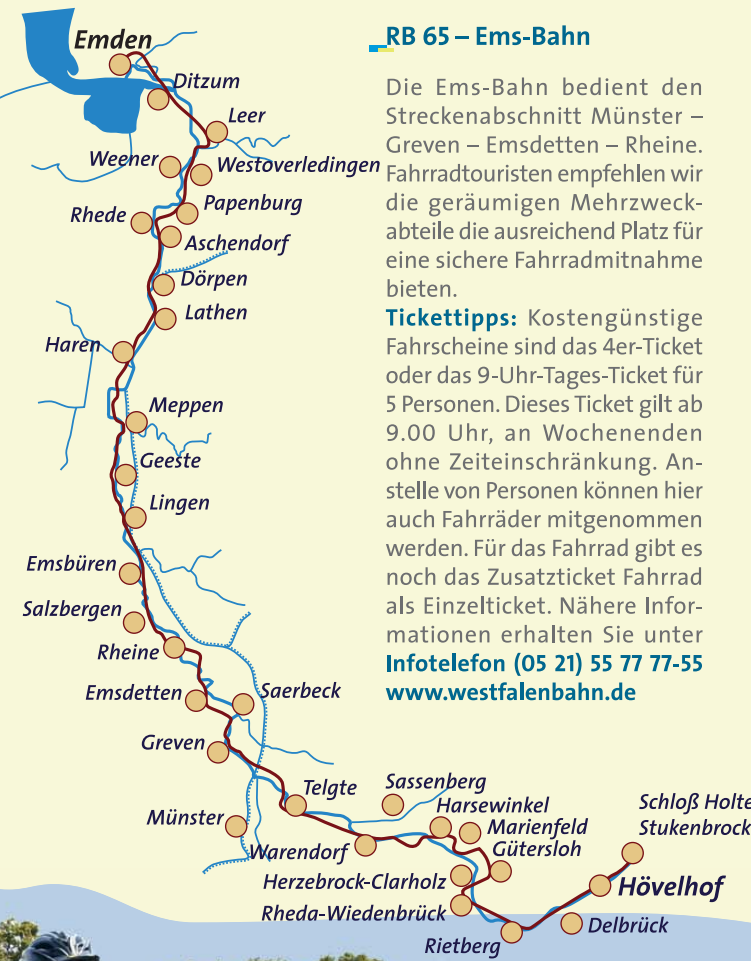 Emden
Ditzum
Leer
Weener
Westoverledingen
Rhede
Papenburg
Aschendorf
Dörpen
Lathen
Haren
Meppen
Geeste
Lingen
Emsbüren
Salzbergen
Rheine
Emsdetten
Saerbeck
Greven
Telgte
Münster
Sassenberg
Harsewinkel
Marienfeld
Gütersloh
Warendorf
Herzebrock-Clarholz
Rheda-Wiedenbrück
Rietberg
Schloß Holte
Stukenbrock
Hövelhof
Delbrück
RB 65 – Ems-Bahn
Die Ems-Bahn bedient den
Streckenabschnitt Münster –
Greven – Emsdetten – Rheine.
Fahrradtouristen empfehlen wir
die geräumigen Mehrzweck-
abteile die ausreichend Platz für
eine sichere Fahrradmitnahme
bieten.
Tickettipps: Kostengünstige
Fahrscheine sind das 4er-Ticket
oder das 9-Uhr-Tages-Ticket für
5 Personen. Dieses Ticket gilt ab
9.00 Uhr, an Wochenenden
ohne Zeiteinschränkung. An-
stelle von Personen können hier
auch Fahrräder mitgenommen
werden. Für das Fahrrad gibt es
noch das Zusatzticket Fahrrad
als Einzelticket. Nähere Infor-
mationen erhalten Sie unter
Infotelefon (05 21) 55 77 77-55
www.westfalenbahn.de